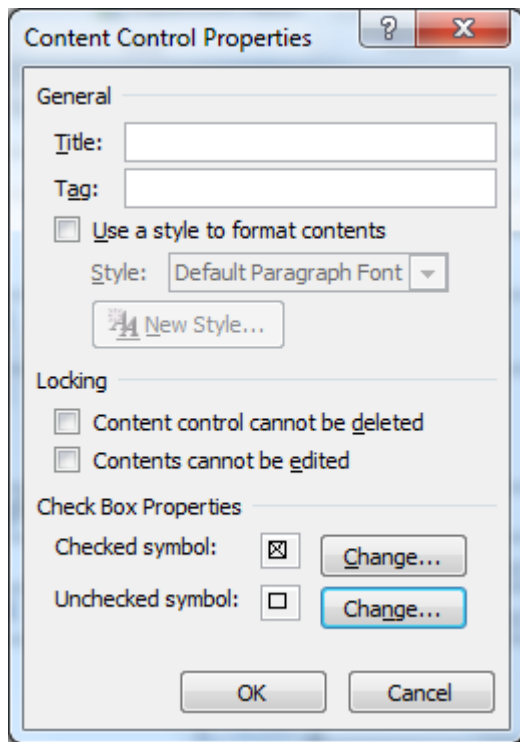 Content Control Properties
General
Title:
Tag:
Use a style to format contents
Style: Default Paragraph Font
New Style...
Locking
Content control cannot be deleted
Contents cannot be edited
Check Box Properties
Checked symbol: ☒ Change...
Unchecked symbol: ☐ Change...
OK Cancel